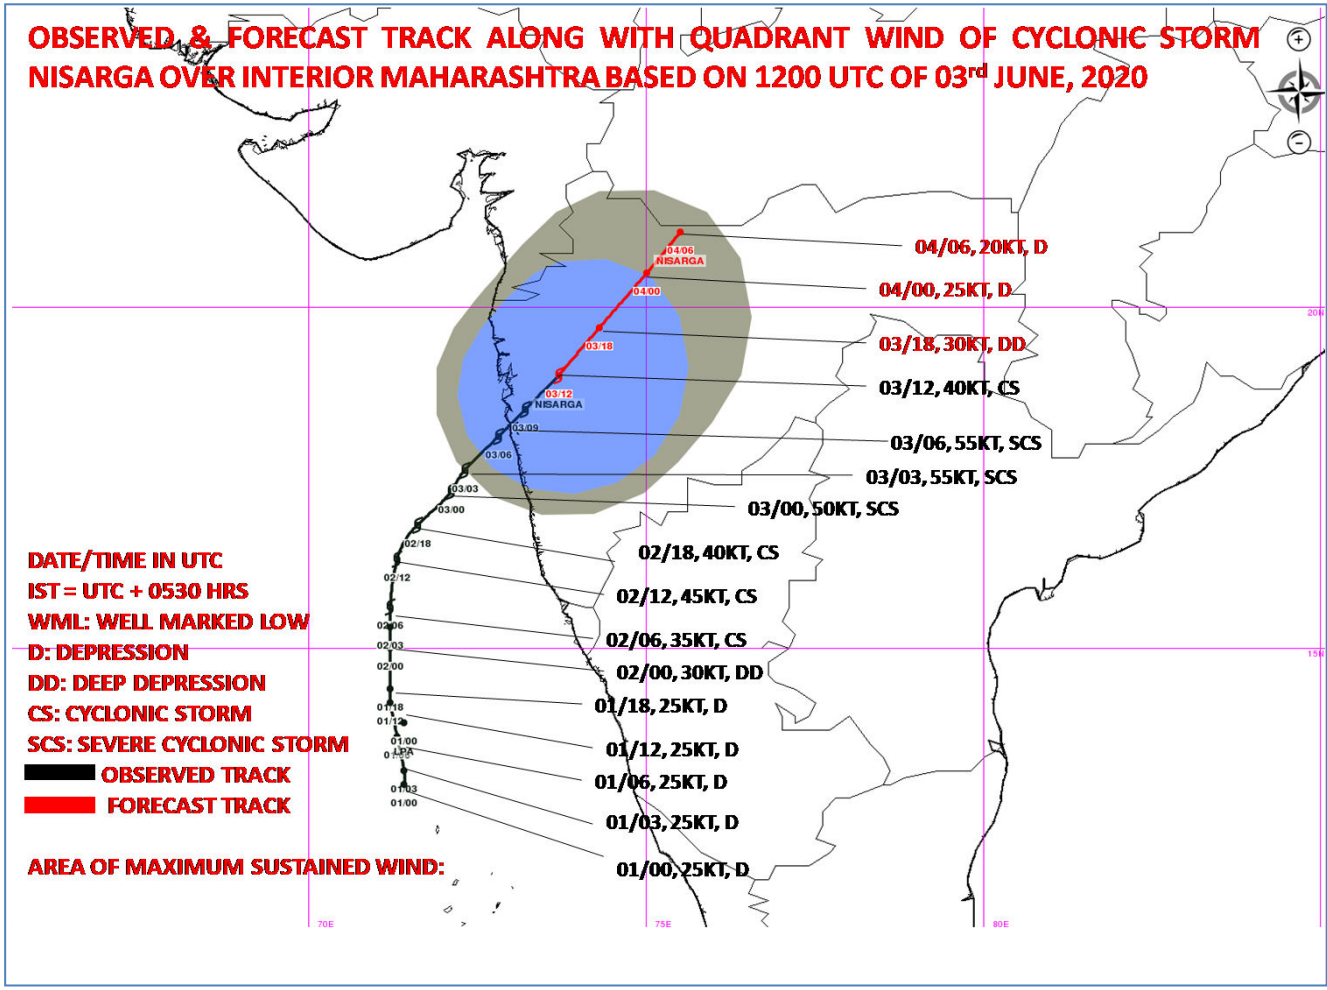 OBSERVED & FORECAST TRACK ALONG WITH QUADRANT WIND OF CYCLONIC STORM
NISARGA OVER INTERIOR MAHARASHTRA BASED ON 1200 UTC OF 03rd JUNE, 2020
04/06, 20KT, D
04/06
NISARGA
04/00, 25KT, D
04/00
20N
03/18, 30KT, DD
03/18
03/12, 40KT, CS
03/12
NISARGA
03/09
03/06, 55KT, SCS
03/06
03/03, 55KT, SCS
03/03
03/00, 50KT, SCS
03/00
02/18
02/18, 40KT, CS
DATE/TIME IN UTC
02/12
IST = UTC + 0530 HRS
02/12, 45KT, CS
WML: WELL MARKED LOW
02/06
02/06, 35KT, CS
02/03
D: DEPRESSION
15N
02/00
02/00, 30KT, DD
DD: DEEP DEPRESSION
01/18
01/18, 25KT, D
CS: CYCLONIC STORM
01/12
SCS: SEVERE CYCLONIC STORM
01/00
LPA
01/12, 25KT, D
OBSERVED TRACK
01/06, 25KT, D
01/03
01/00
FORECAST TRACK
01/03, 25KT, D
AREA OF MAXIMUM SUSTAINED WIND:
01/00, 25KT, D
70E
75E
80E